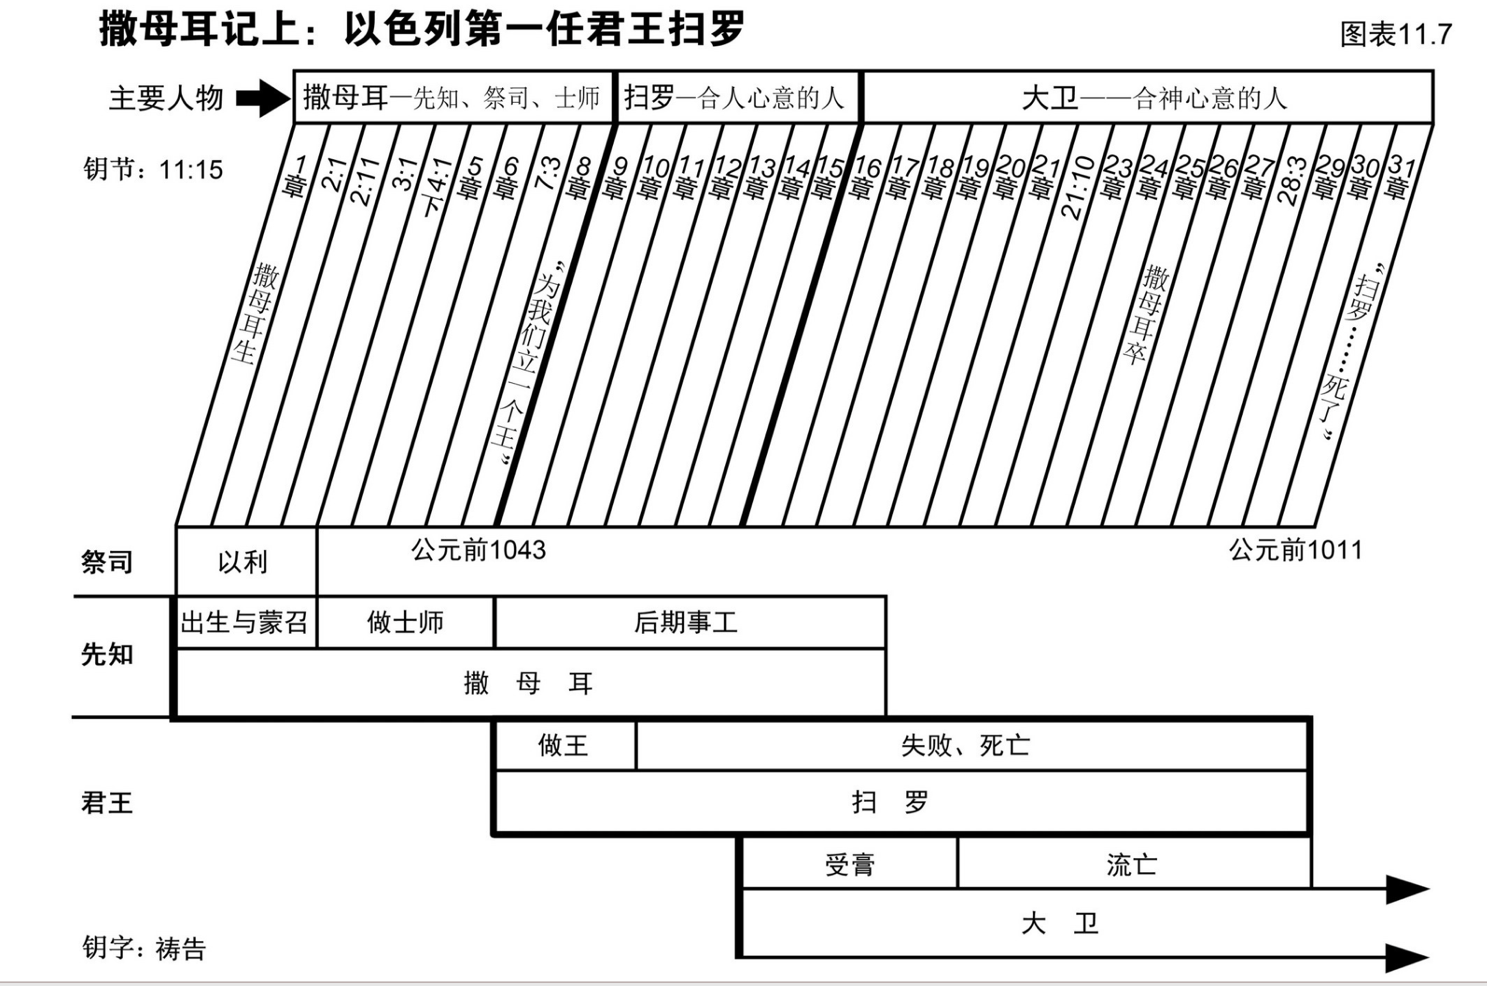 撒母耳记上：以色列第一任君王扫罗
图表11.7
主要人物
撒母耳—先知、祭司、士师
扫罗—合人心意的人
大卫——合神心意的人
钥节：11:15
1章
2:1
2:11
3:1
4:1下
5章
6章
7:3
8章
9章
10章
11章
12章
13章
14章
15章
16章
17章
18章
19章
20章
21章
21:10
23章
24章
25章
26章
27章
28:3
29章
30章
31章
撒母耳生
“为我们立一个王”
撒母耳卒
“扫罗……死了”
祭司
以利
公元前1043
公元前1011
先知
出生与蒙召
做士师
后期事工
撒 母 耳
君王
做王
失败、死亡
扫 罗
受膏
流亡
大 卫
钥字：祷告